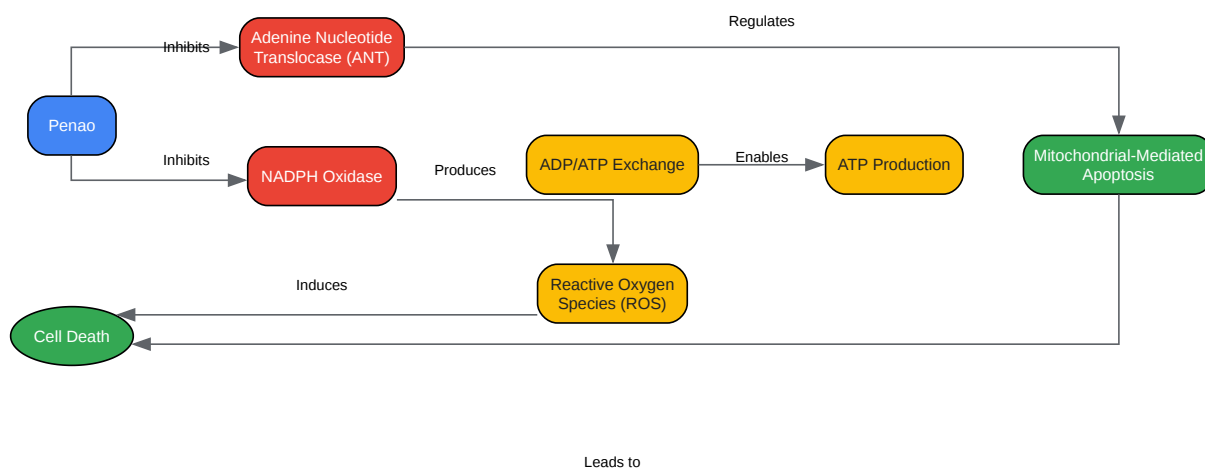 Regulates
Inhibits
Adenine Nucleotide
Translocase (ANT)
Penao
Inhibits
NADPH Oxidase
Produces
ADP/ATP Exchange
Enables
ATP Production
Mitochondrial-Mediated
Apoptosis
Induces
Reactive Oxygen
Species (ROS)
Cell Death
Leads to